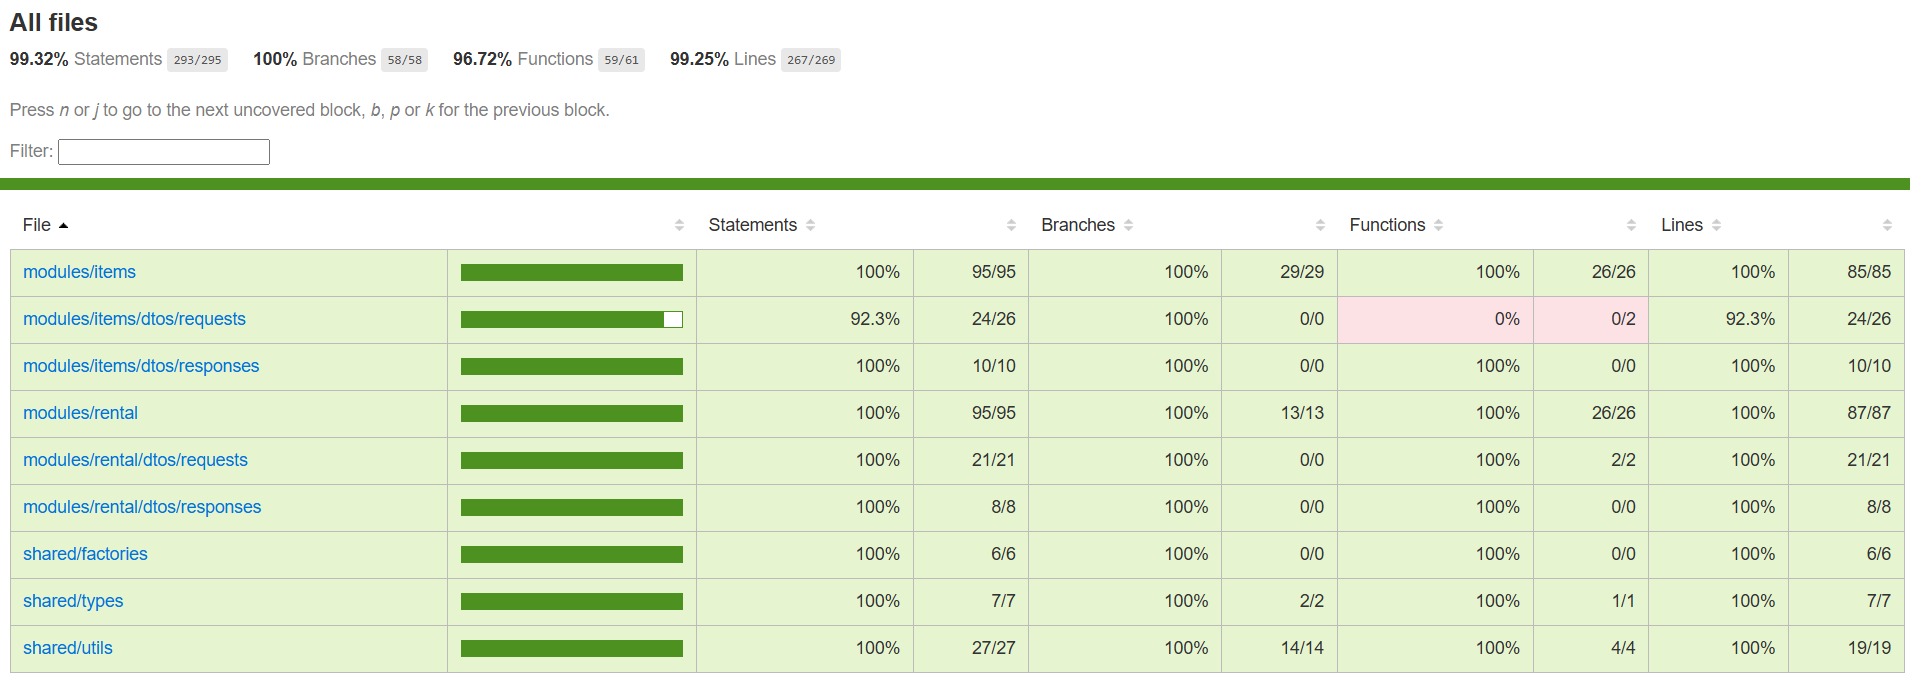 All files
99.32% Statements 293/295 100% Branches 58/58 96.72% Functions 59/61 99.25% Lines 267/269
Press n or j to go to the next uncovered block, b, p or k for the previous block.
Filter:
File Statements Branches Functions Lines
modules/items 100% 95/95 100% 29/29 100% 26/26 100% 85/85
modules/items/dtos/requests 92.3% 24/26 100% 0/0 0% 0/2 92.3% 24/26
modules/items/dtos/responses 100% 10/10 100% 0/0 100% 0/0 100% 10/10
modules/rental 100% 95/95 100% 13/13 100% 26/26 100% 87/87
modules/rental/dtos/requests 100% 21/21 100% 0/0 100% 2/2 100% 21/21
modules/rental/dtos/responses 100% 8/8 100% 0/0 100% 0/0 100% 8/8
shared/factories 100% 6/6 100% 0/0 100% 0/0 100% 6/6
shared/types 100% 7/7 100% 2/2 100% 1/1 100% 7/7
shared/utils 100% 27/27 100% 14/14 100% 4/4 100% 19/19